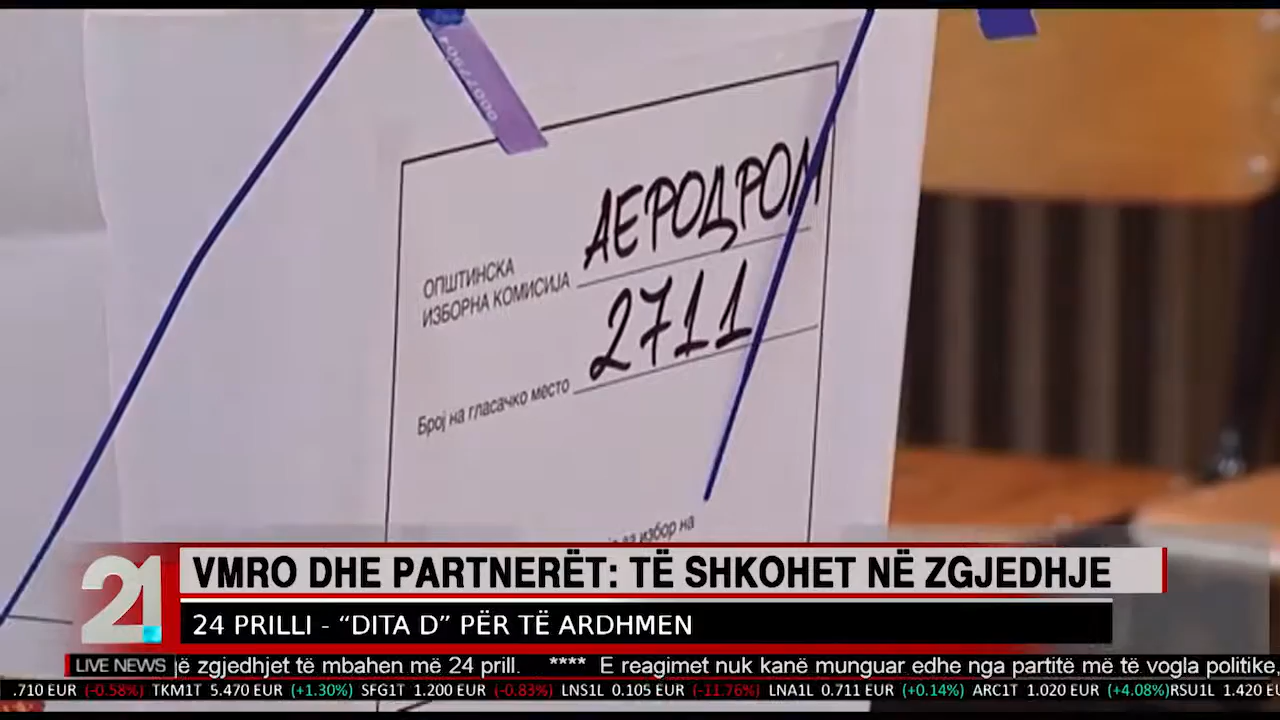 0007790
АЕРОДРОМ
ОПШТИНСКА
ИЗБОРНА КОМИСИЈА
2711
Број на гласачко место
за избор на
21
VMRO DHE PARTNERËT: TË SHKOHET NË ZGJEDHJE
24 PRILLI - “DITA D” PËR TË ARDHMEN
LIVE NEWS
zgjedhjet të mbahen më 24 prill. **** E reagimet nuk kanë munguar edhe nga partitë më të vogla politike,
.710 EUR (-0.58%) TKM1T 5.470 EUR (+1.30%) SFG1T 1.200 EUR (-0.83%) LNS1L 0.105 EUR (-11.76%) LNA1L 0.711 EUR (+0.14%) ARC1T 1.020 EUR (+4.08%)RSU1L 1.420 E